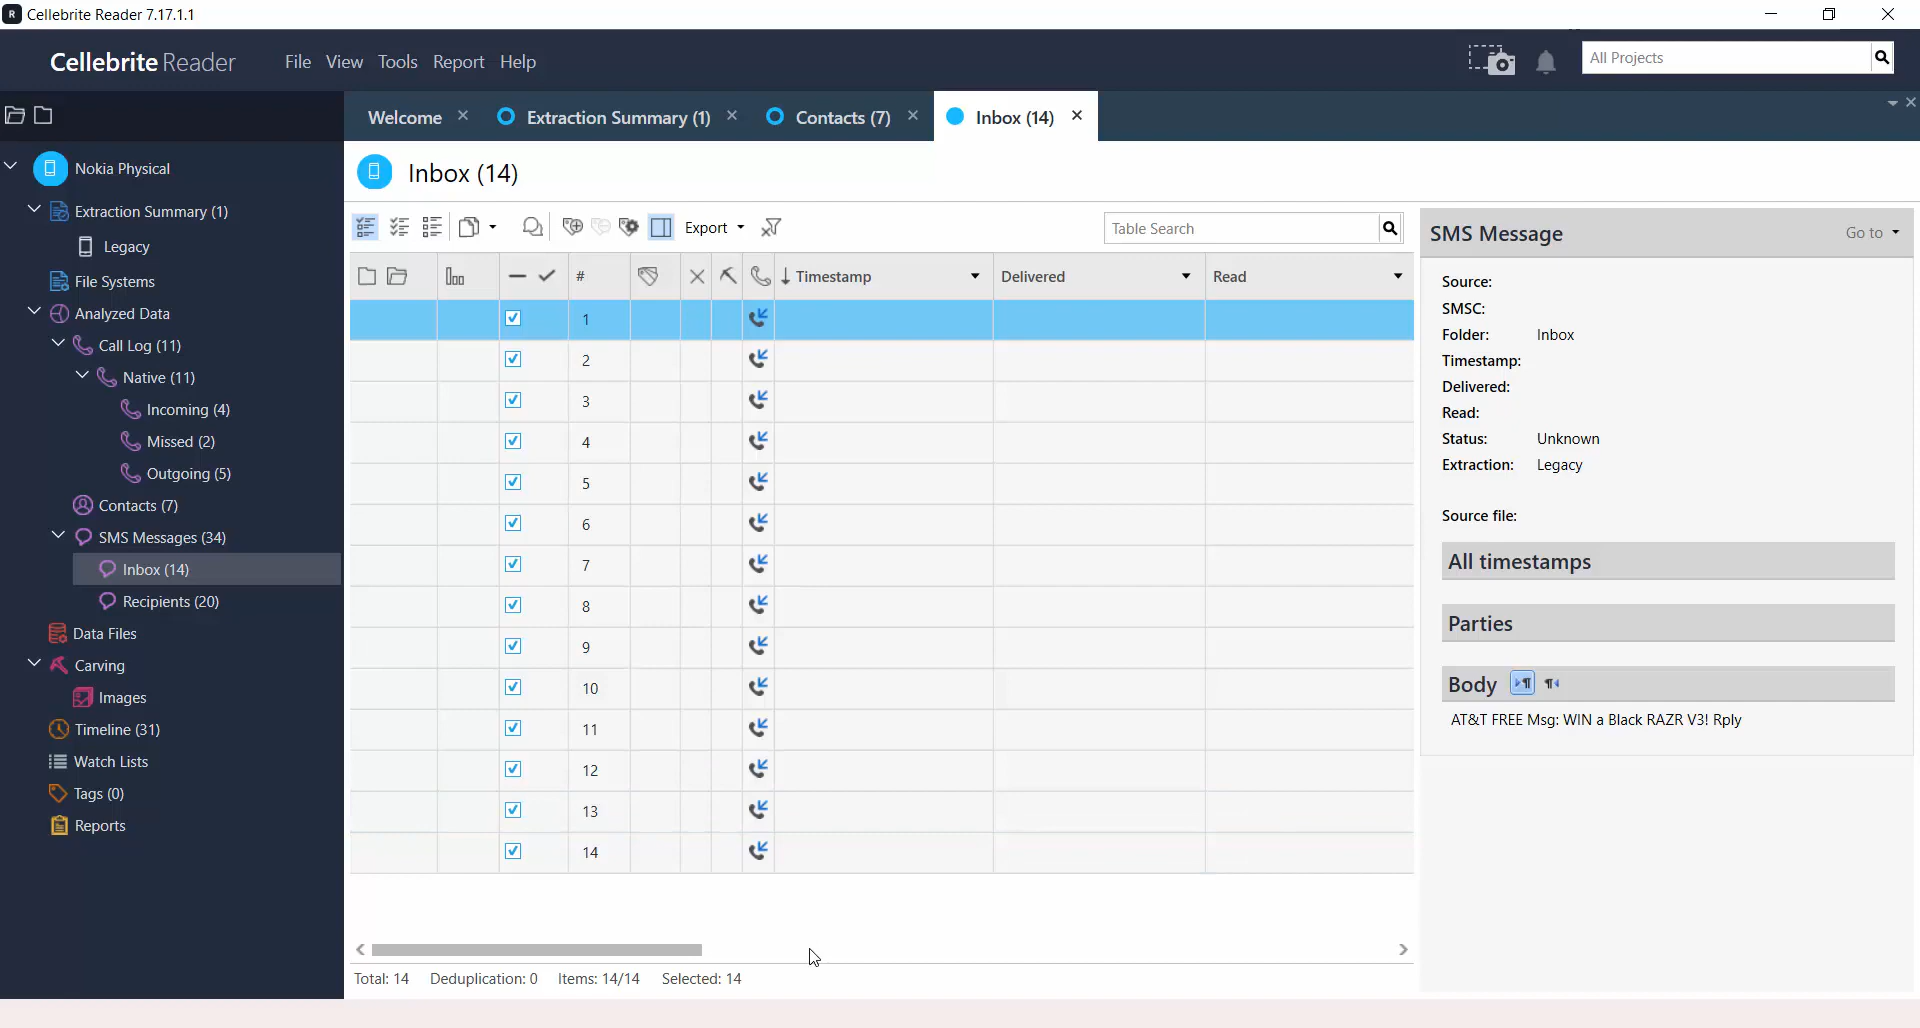 Cellebrite Reader 7.17.1.1
Cellebrite Reader
File View Tools Report Help
All Projects
Welcome
Extraction Summary (1)
Contacts (7)
Inbox (14)
Nokia Physical
Extraction Summary (1)
Legacy
File Systems
Analyzed Data
Call Log (11)
Native (11)
Incoming (4)
Missed (2)
Outgoing (5)
Contacts (7)
SMS Messages (34)
Inbox (14)
Recipients (20)
Data Files
Carving
Images
Timeline (31)
Watch Lists
Tags (0)
Reports
Inbox (14)
Export
Table Search
# Timestamp Delivered Read
1
2
3
4
5
6
7
8
9
10
11
12
13
14
Total: 14 Deduplication: 0 Items: 14/14 Selected: 14
SMS Message Go to
Source:
SMSC:
Folder: Inbox
Timestamp:
Delivered:
Read:
Status: Unknown
Extraction: Legacy
Source file:
All timestamps
Parties
Body
AT&T FREE Msg: WIN a Black RAZR V3! Rply